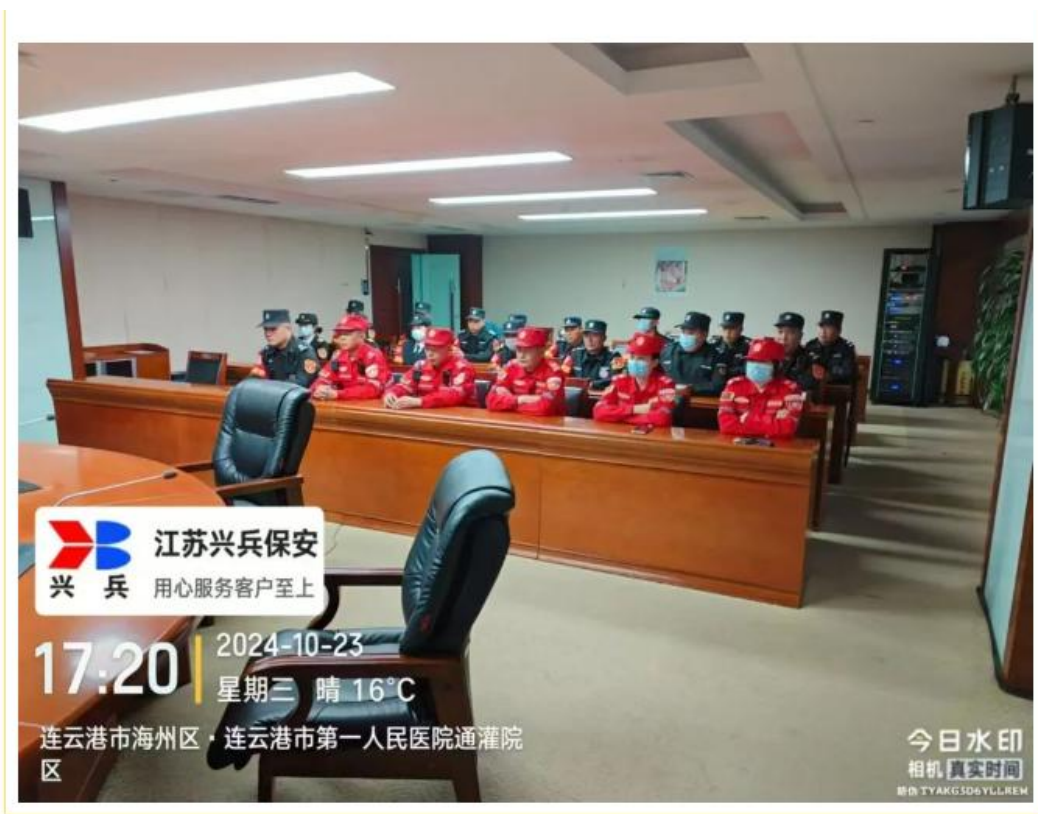 江苏兴兵保安
兴兵 用心服务客户至上
17:20 2024-10-23
星期三 晴 16°C
连云港市海州区·连云港市第一人民医院通灌院
区
今日水印
相机 真实时间
防伪 TYAKG3D6YLLREW